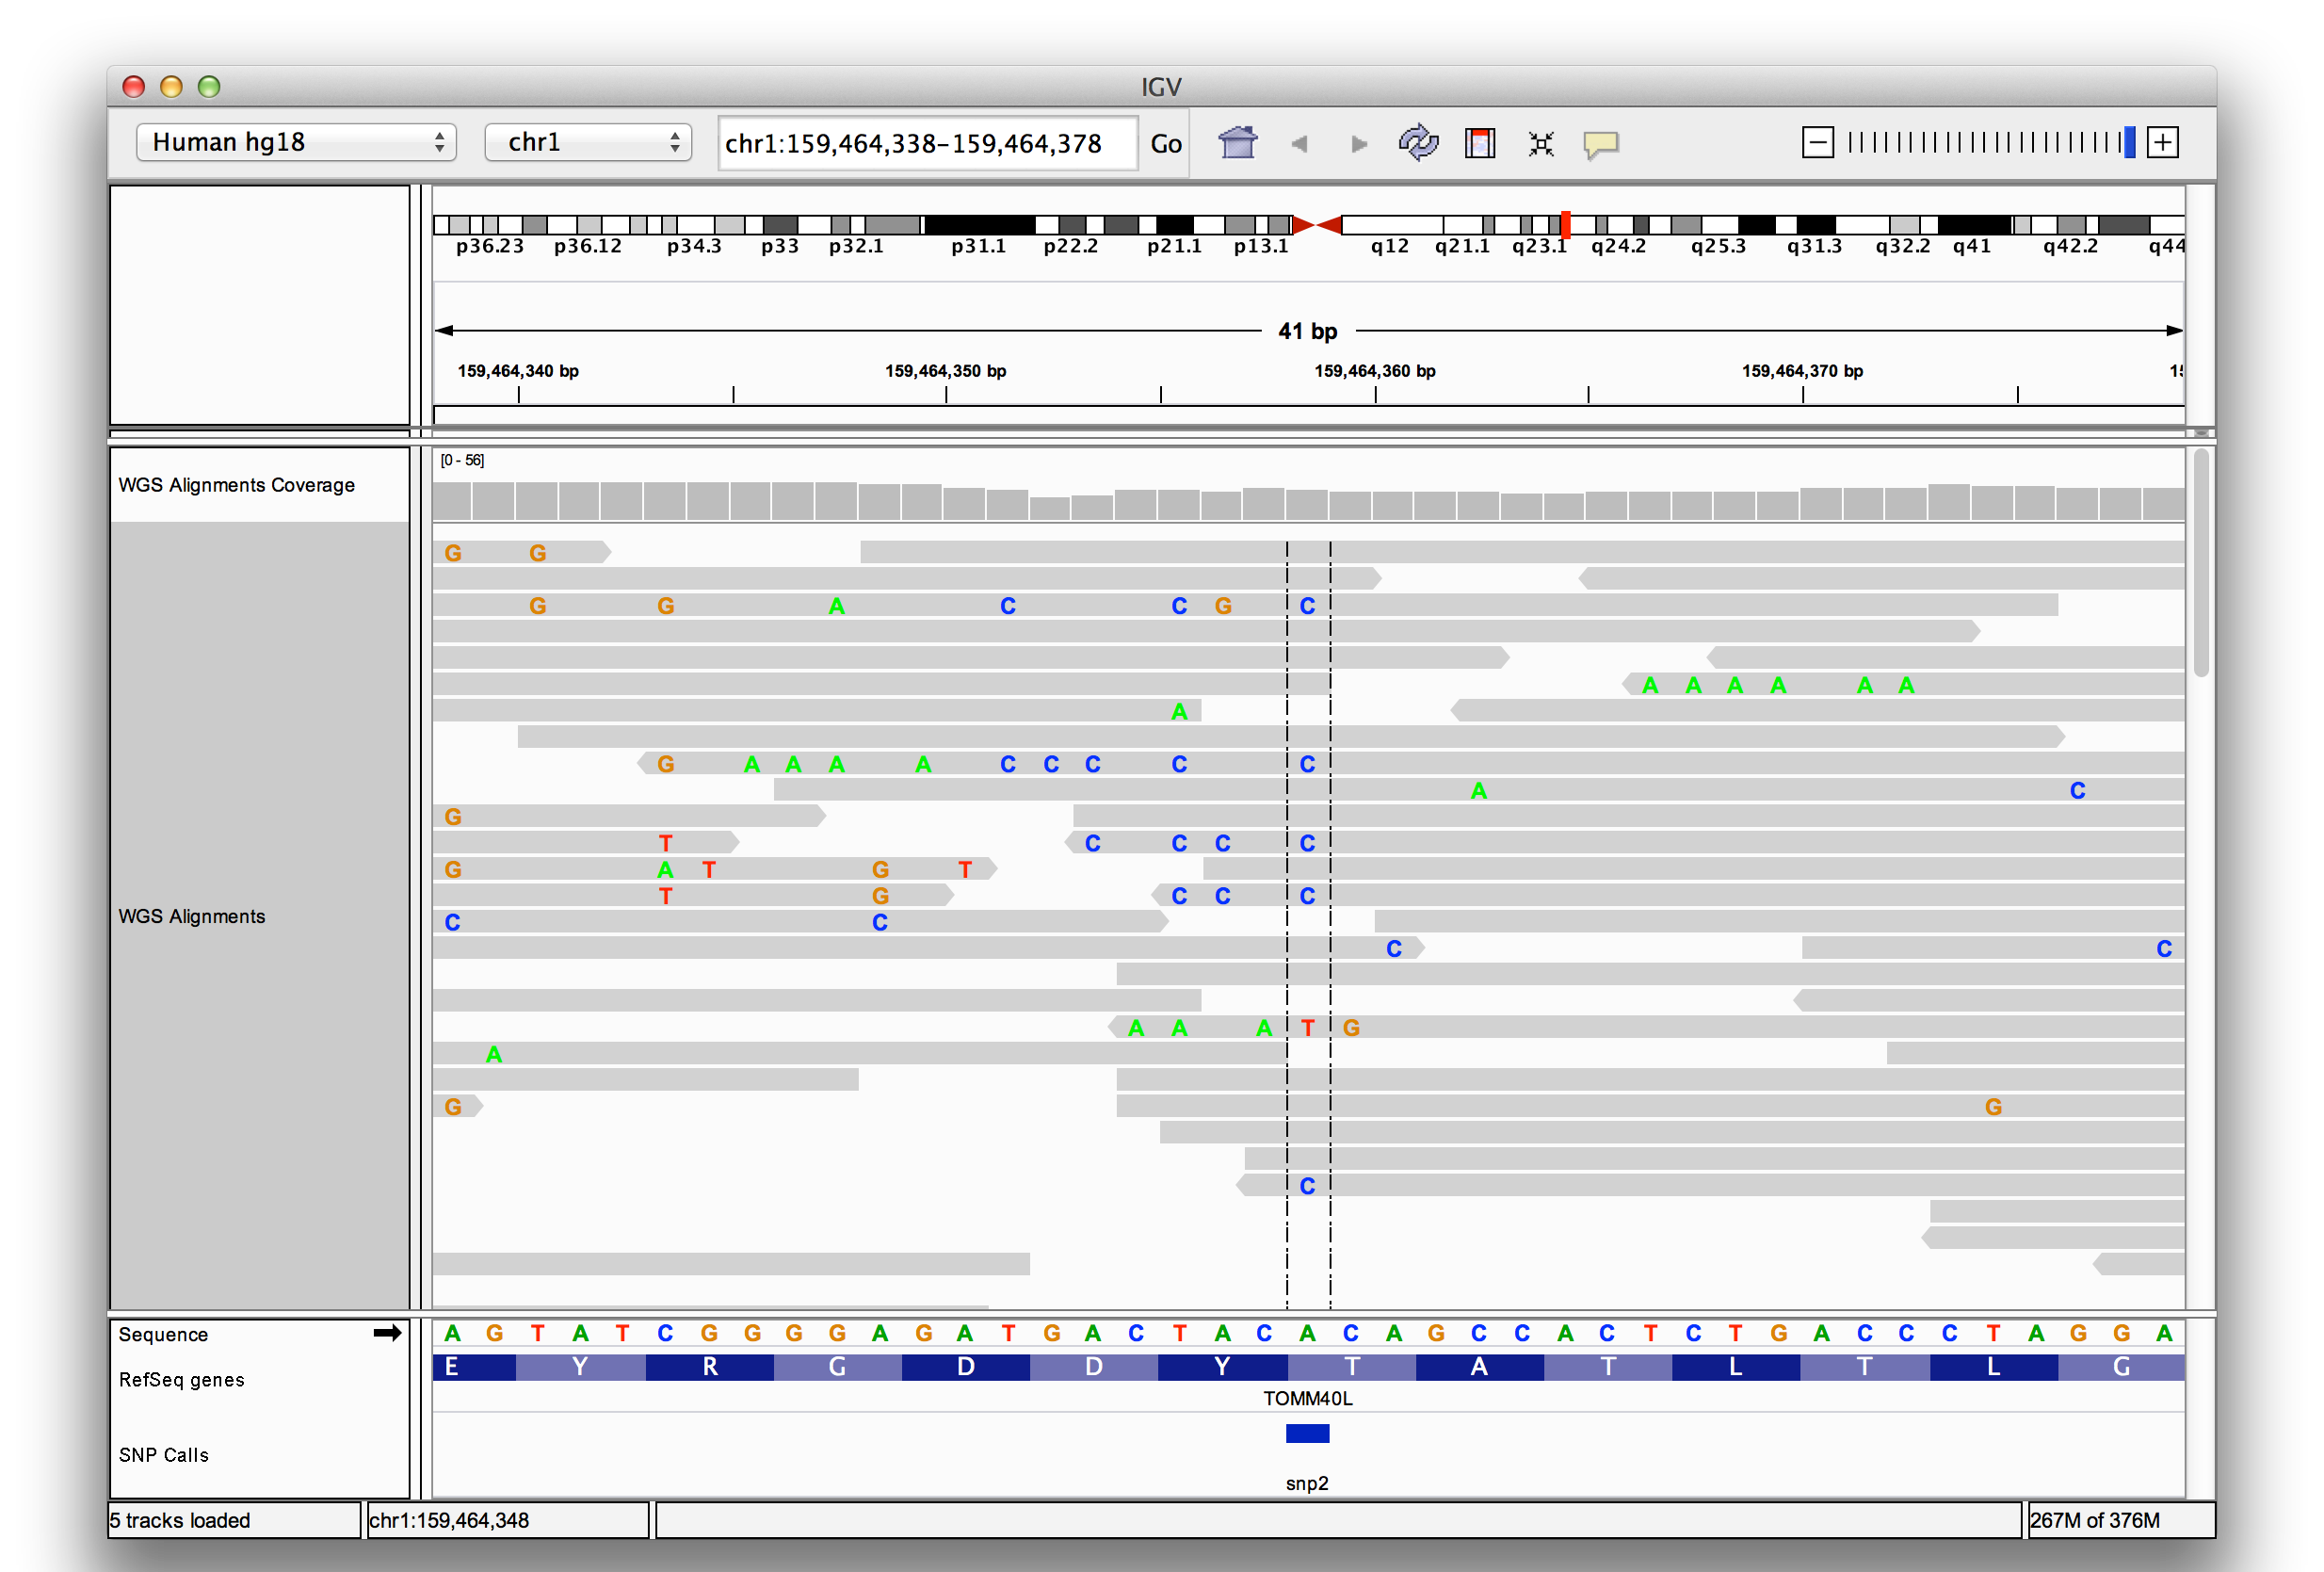 IGV
Human hg18 chr1 chr1:159,464,338-159,464,378 Go
p36.23 p36.12 p34.3 p33 p32.1 p31.1 p22.2 p21.1 p13.1 q12 q21.1 q23.1 q24.2 q25.3 q31.3 q32.2 q41 q42.2 q44
41 bp
159,464,340 bp 159,464,350 bp 159,464,360 bp 159,464,370 bp
[0 - 56]
WGS Alignments Coverage
G G
G G A C C G C
A A A A A A
A
G A A A A C C C C C
A C
G
T C C C C
G A T G T
T G C C C
C C
WGS Alignments
C C
A A A T G
A
G G
C
Sequence A G T A T C G G G G A G A T G A C T A C A C A G C C A C T C T G A C C C T A G G A
E Y R G D D Y T A T L T L G
RefSeq genes
TOMM40L
SNP Calls
snp2
5 tracks loaded chr1:159,464,348 267M of 376M